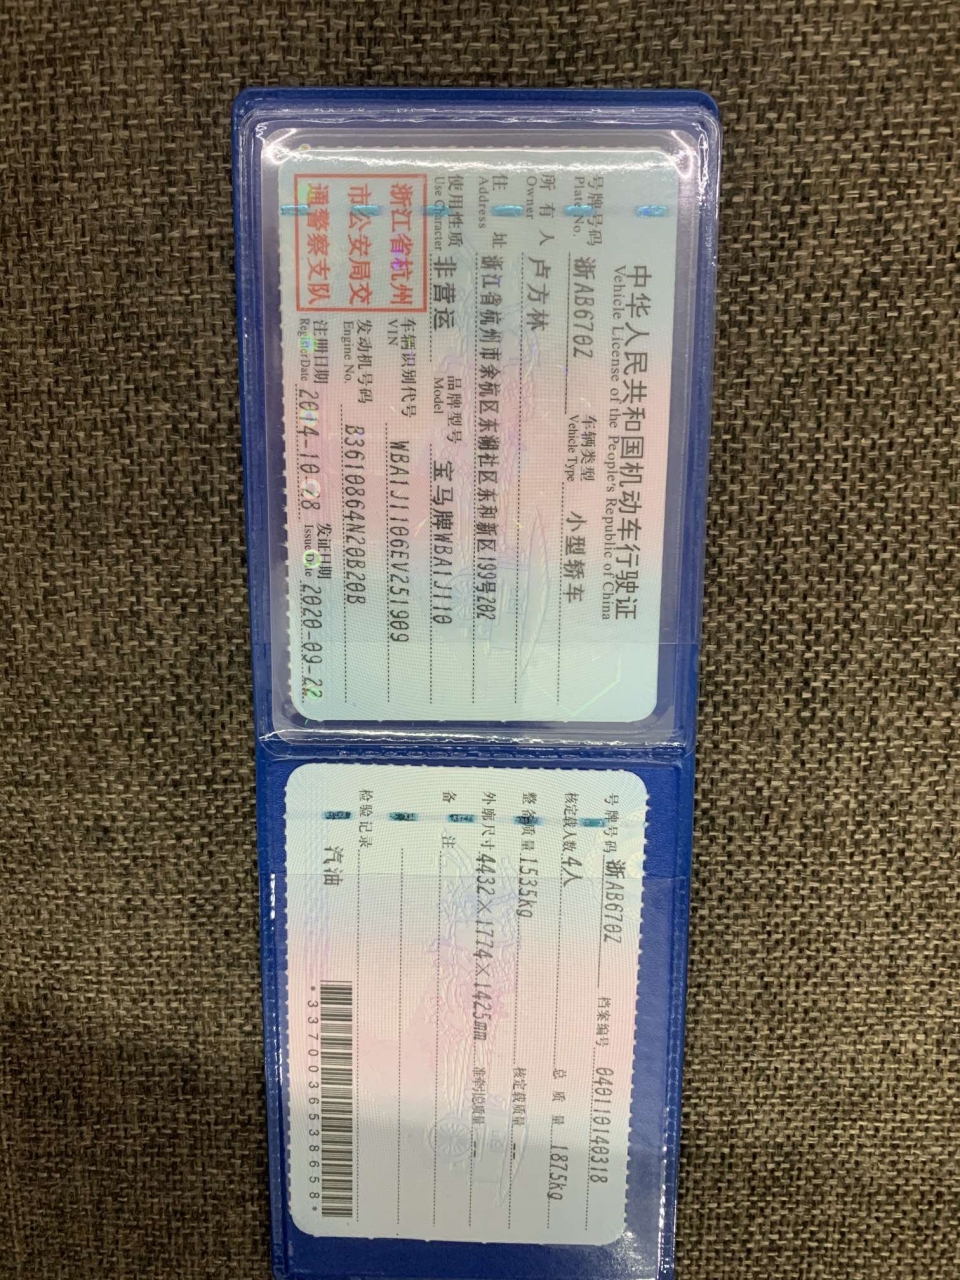 中华人民共和国机动车行驶证
Vehicle License of the People's Republic of China
号牌号码 浙AB670Z 车辆类型 小型轿车
Plate No. Vehicle Type
所有人 卢方林
Owner
住址 浙江省杭州市余杭区东湖社区东和新区199号202
Address
使用性质 非营运 品牌型号 宝马牌WBA1J110
Use Character Model
浙江省杭州
市公安局交
通警察支队
车辆识别代号 WBA1J1106EV251909
VIN
发动机号码 B3610864N20B20B
Engine No.
注册日期 2014-10-28 发证日期 2020-09-22
Register Date Issue Date
号牌号码 浙AB670Z 档案编号 040110140318
核定载人数 4人 总质量 1875kg
整备质量 1535kg 核定载质量 --
外廓尺寸 4432×1774×1425mm 准牵引总质量 --
备注
检验记录
汽油
*3370036538658*